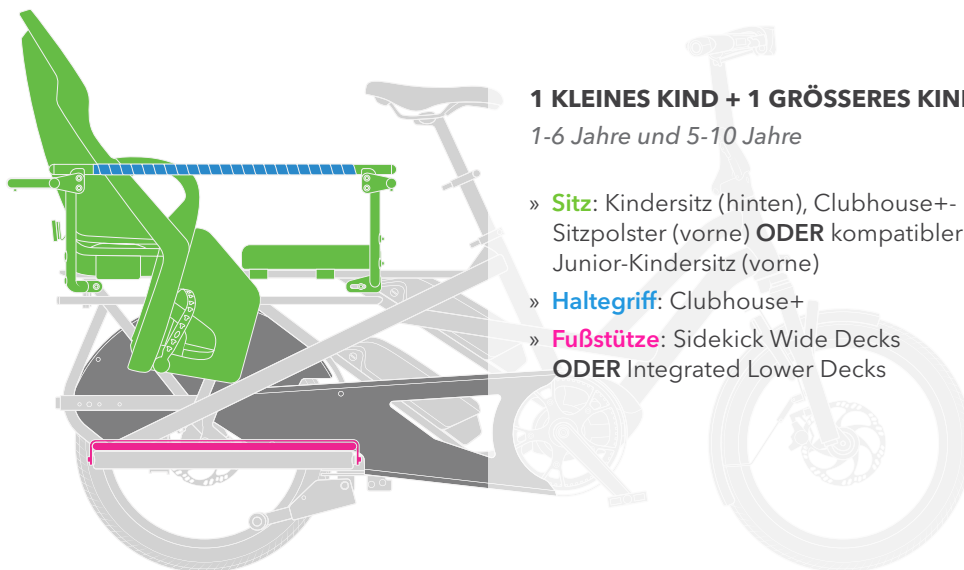 1 KLEINES KIND + 1 GRÖSSERES KIND
1-6 Jahre und 5-10 Jahre
» Sitz: Kindersitz (hinten), Clubhouse+-
Sitzpolster (vorne) ODER kompatibler
Junior-Kindersitz (vorne)
» Haltegriff: Clubhouse+
» Fußstütze: Sidekick Wide Decks
ODER Integrated Lower Decks